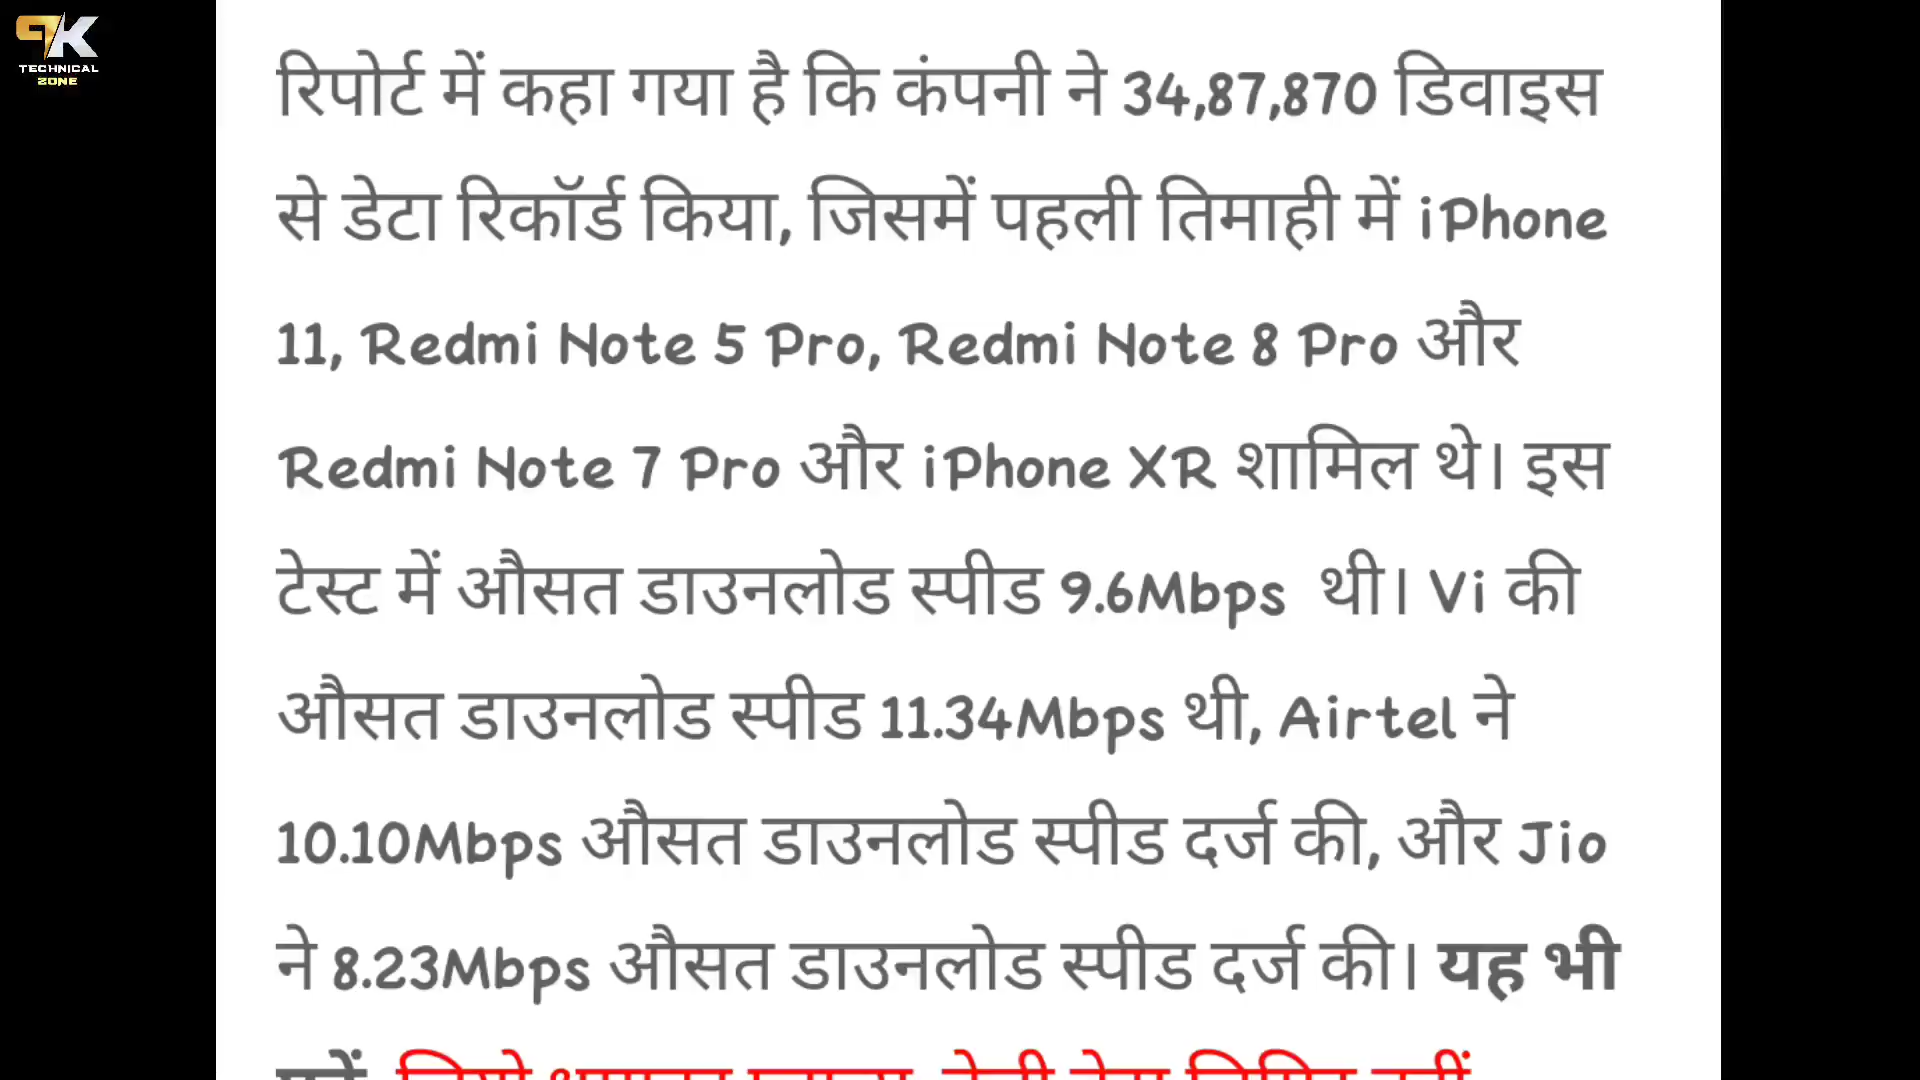 PK
TECHNICAL
ZONE
रिपोर्ट में कहा गया है कि कंपनी ने 34,87,870 डिवाइस
से डेटा रिकॉर्ड किया, जिसमें पहली तिमाही में iPhone
11, Redmi Note 5 Pro, Redmi Note 8 Pro और
Redmi Note 7 Pro और iPhone XR शामिल थे। इस
टेस्ट में औसत डाउनलोड स्पीड 9.6Mbps थी। Vi की
औसत डाउनलोड स्पीड 11.34Mbps थी, Airtel ने
10.10Mbps औसत डाउनलोड स्पीड दर्ज की, और Jio
ने 8.23Mbps औसत डाउनलोड स्पीड दर्ज की। यह भी